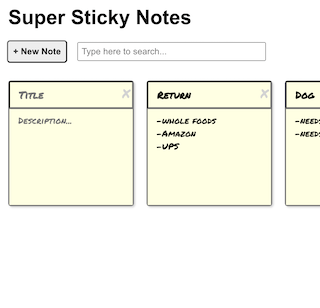 Super Sticky Notes
+ New Note
Type here to search...
Title x
Description...
Return x
-whole foods
-Amazon
-UPS
Dog
-need
-need